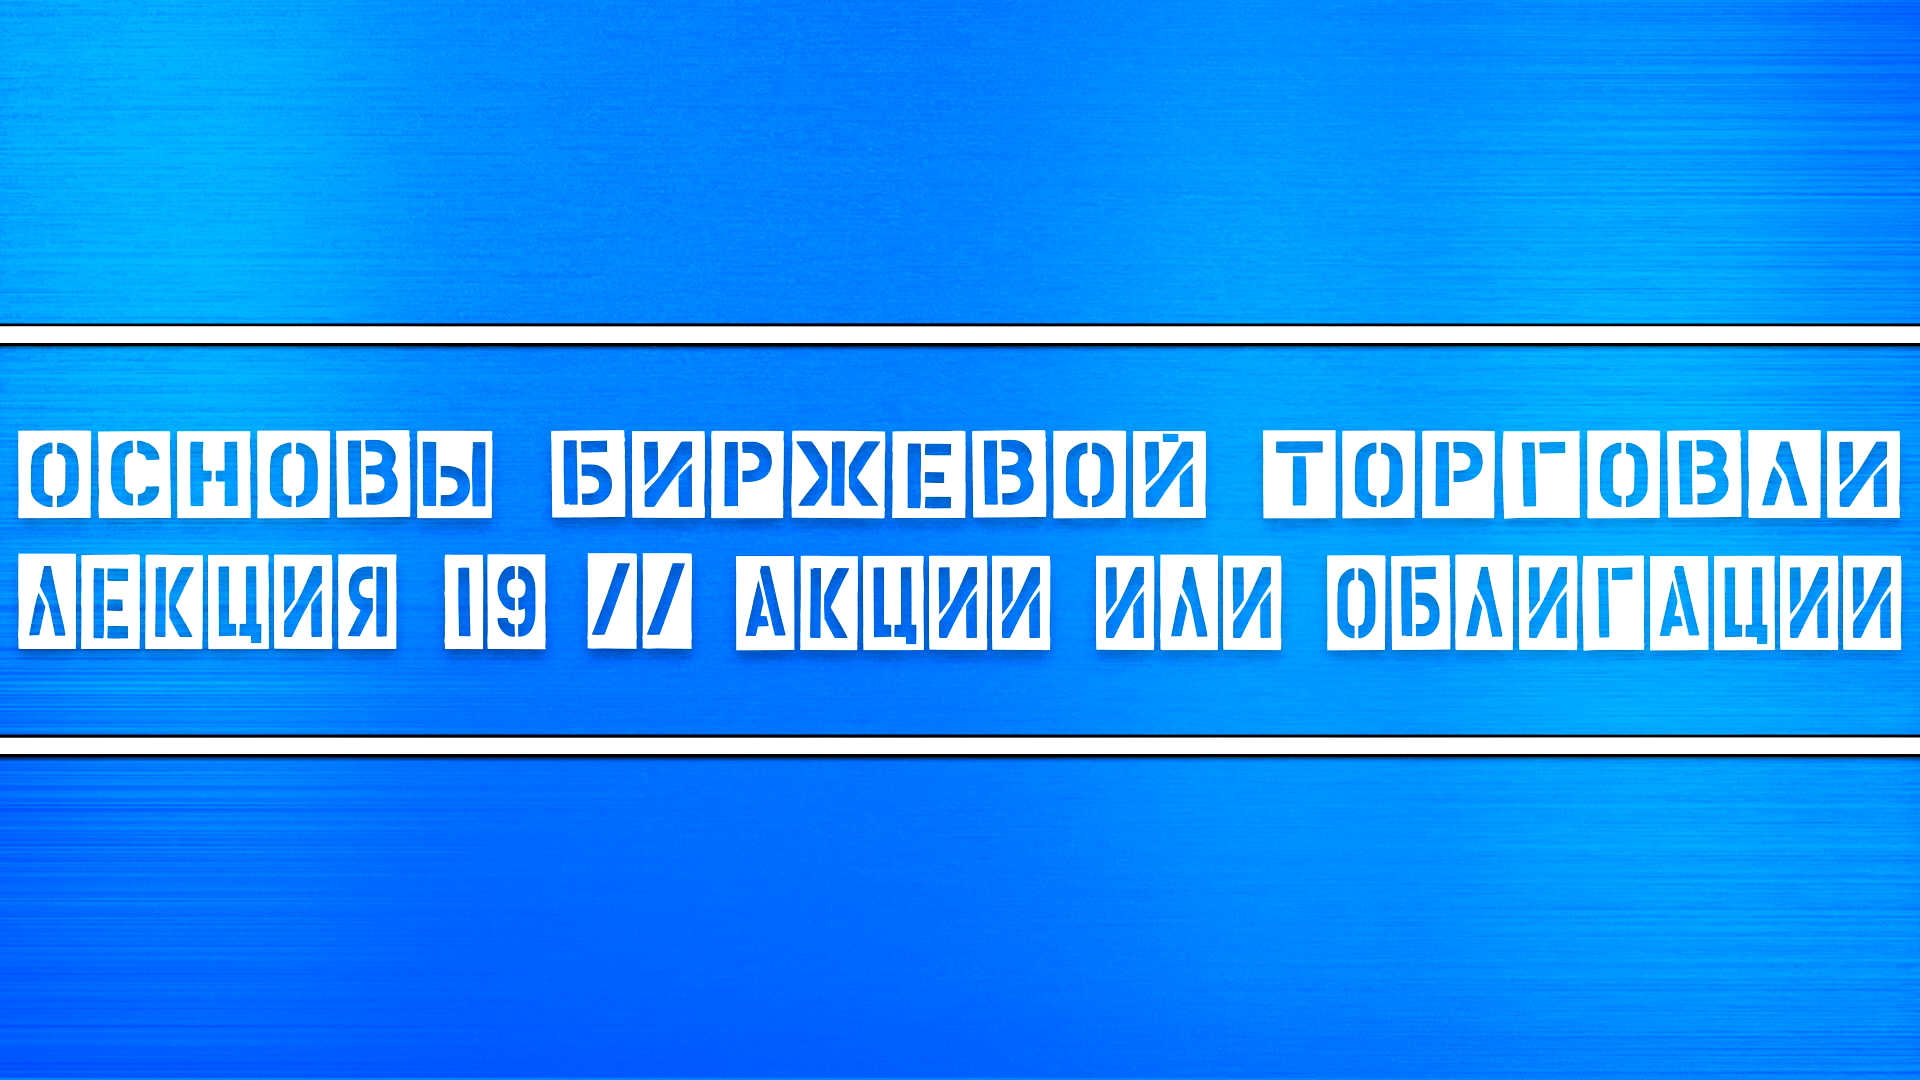 ОСНОВЫ БИРЖЕВОЙ ТОРГОВЛИ
ЛЕКЦИЯ 19 // АКЦИИ ИЛИ ОБЛИГАЦИИ